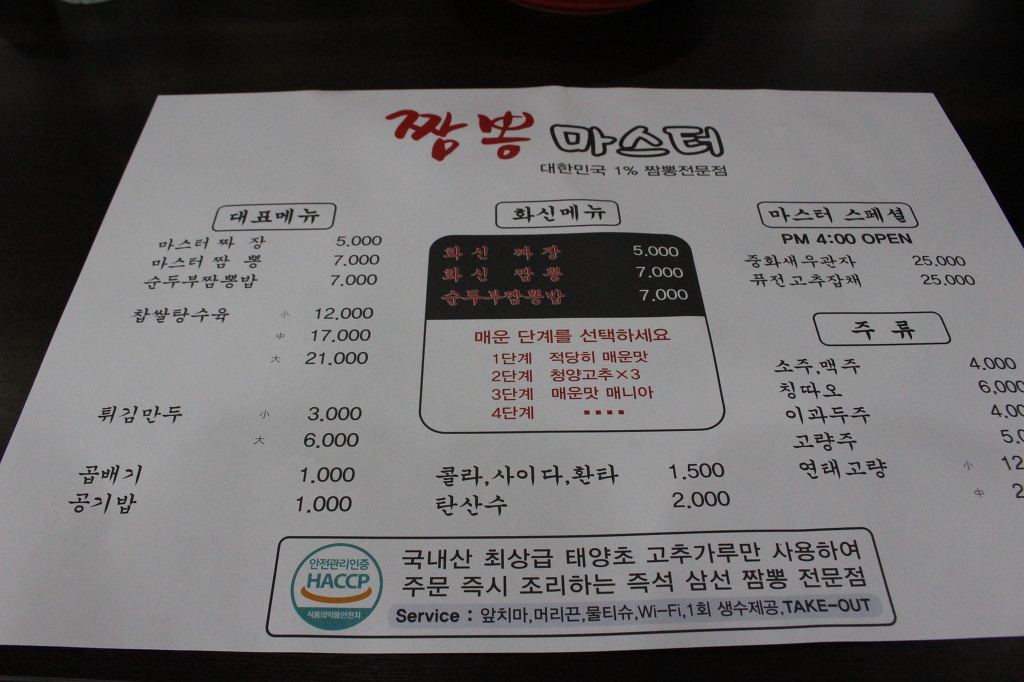 짬뽕 마스터
대한민국 1% 짬뽕전문점
대표메뉴
마스터짜 장 5.000
마스터짬 뽕 7.000
순두부짬뽕밥 7.000
찹쌀탕수육 小 12.000
中 17.000
大 21.000
튀김만두 小 3.000
大 6.000
곱배기 1.000
공기밥 1.000
화신메뉴
화신 짜장 5.000
화신 짬뽕 7.000
순두부짬뽕밥 7.000
매운 단계를 선택하세요
1단계 적당히 매운맛
2단계 청양고추×3
3단계 매운맛 매니아
4단계 ▪▪▪▪
콜라,사이다,환타 1.500
탄산수 2.000
마스터 스페셜
PM 4:00 OPEN
중화새우관자 25,000
퓨전고추잡채 25,000
주 류
소주,맥주 4,000
칭따오 6,000
이과두주 4,00
고량주 5,0
연태고량 小 12
中 2
안전관리인증
HACCP
식품의약품안전처
국내산 최상급 태양초 고추가루만 사용하여
주문 즉시 조리하는 즉석 삼선 짬뽕 전문점
Service : 앞치마,머리끈,물티슈,Wi-Fi,1회 생수제공,TAKE-OUT